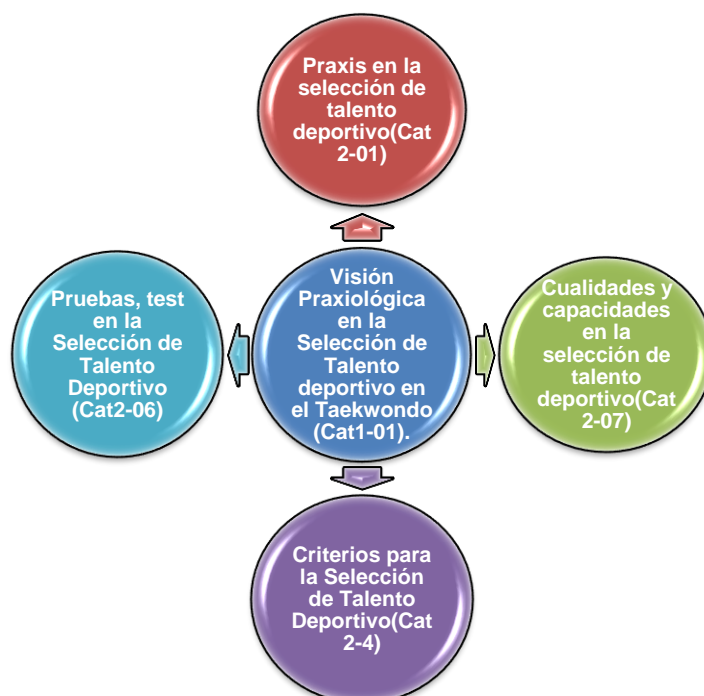 Praxis en la
selección de
talento
deportivo(Cat
2-01)
Pruebas, test
en la
Selección de
Talento
Deportivo
(Cat2-06)
Visión
Praxiológica
en la
Selección de
Talento
deportivo en
el Taekwondo
(Cat1-01).
Cualidades y
capacidades
en la
selección de
talento
deportivo(Cat
2-07)
Criterios para
la Selección
de Talento
Deportivo(Cat
2-4)